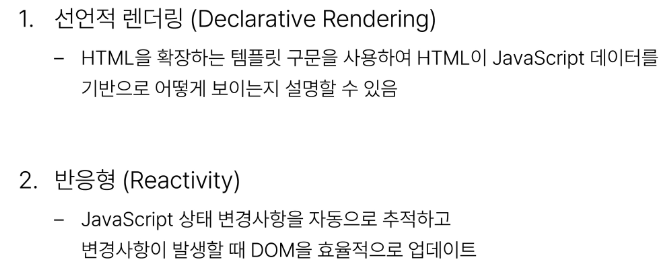 1. 선언적 렌더링 (Declarative Rendering)
– HTML을 확장하는 템플릿 구문을 사용하여 HTML이 JavaScript 데이터를
기반으로 어떻게 보이는지 설명할 수 있음
2. 반응형 (Reactivity)
– JavaScript 상태 변경사항을 자동으로 추적하고
변경사항이 발생할 때 DOM을 효율적으로 업데이트